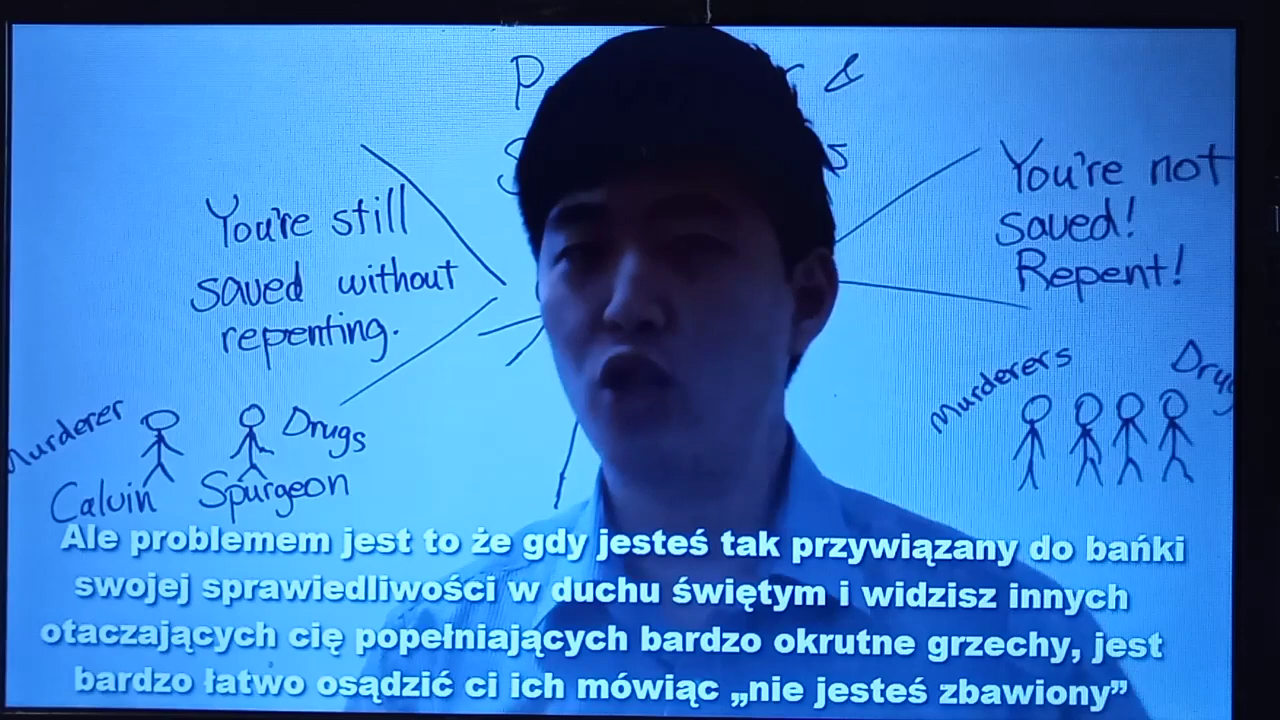 You're still
saved without
repenting.
You're not
saved!
Repent!
Murderer
Drugs
Calvin
Spurgeon
Murderers
Ale problemem jest to że gdy jesteś tak przywiązany do bańki
swojej sprawiedliwości w duchu świętym i widzisz innych
otaczających cię popełniających bardzo okrutne grzechy, jest
bardzo łatwo osądzić ci ich mówiąc „nie jesteś zbawiony”